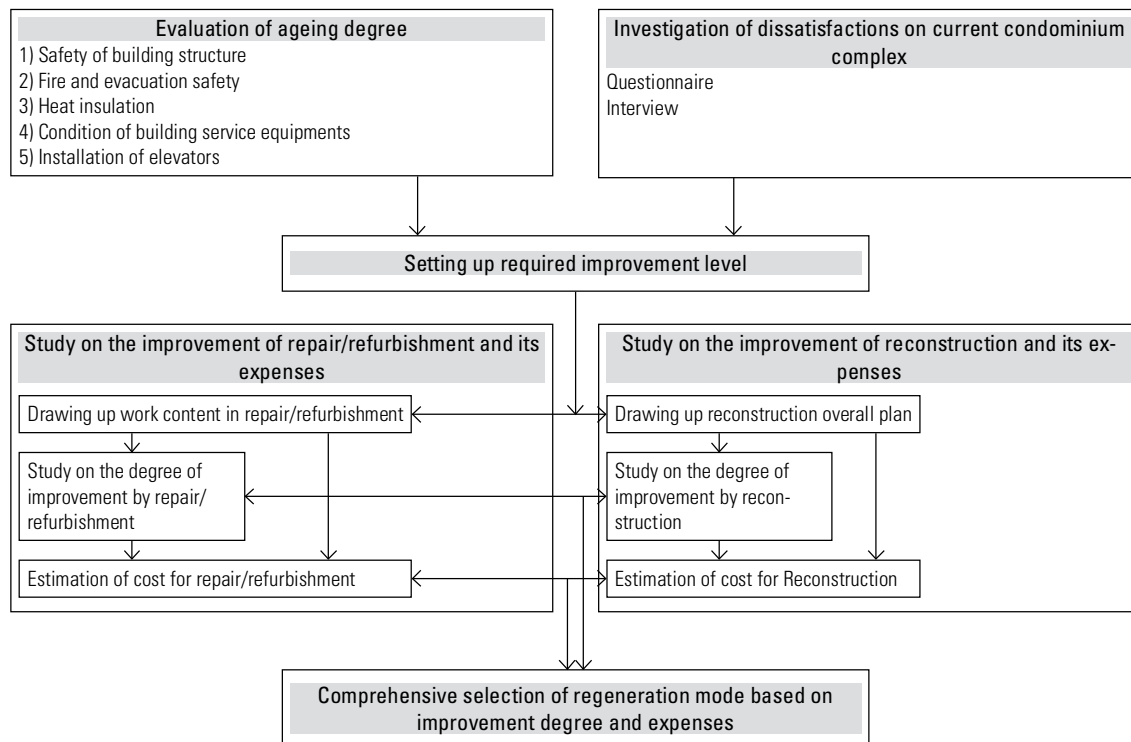 Evaluation of ageing degree
1) Safety of building structure
2) Fire and evacuation safety
3) Heat insulation
4) Condition of building service equipments
5) Installation of elevators
Investigation of dissatisfactions on current condominium
complex
Questionnaire
Interview
Setting up required improvement level
Study on the improvement of repair/refurbishment and its
expenses
Drawing up work content in repair/refurbishment
Study on the degree of
improvement by repair/
refurbishment
Estimation of cost for repair/refurbishment
Study on the improvement of reconstruction and its ex-
penses
Drawing up reconstruction overall plan
Study on the degree of
improvement by recon-
struction
Estimation of cost for Reconstruction
Comprehensive selection of regeneration mode based on
improvement degree and expenses